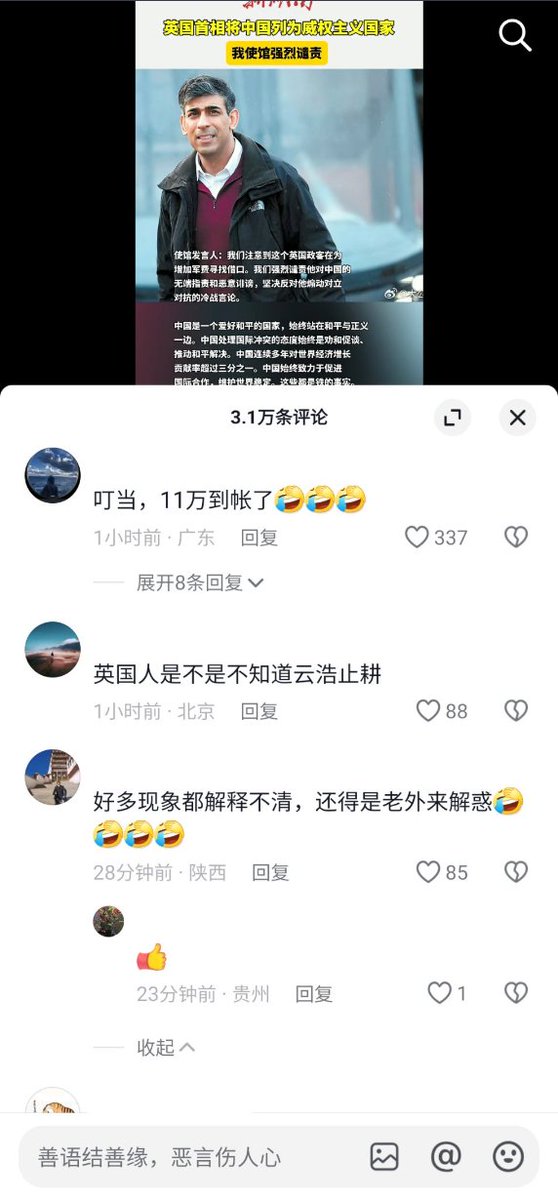 英国首相将中国列为威权主义国家
我使馆强烈谴责
使馆发言人：我们注意到这个英国政客在为
增加军费寻找借口。我们强烈谴责他对中国的
无端指责和恶意诽谤，坚决反对他煽动对立
对抗的冷战言论。
中国是一个爱好和平的国家，始终站在和平与正义
一边。中国处理国际冲突的态度始终是劝和促谈、
推动和平解决。中国连续多年对世界经济增长
贡献率超过三分之一。中国始终致力于促进
国际合作，维护世界稳定。这些都是铁的事实。
3.1万条评论
叮当，11万到帐了🤣🤣🤣
1小时前 · 广东 回复 337
展开8条回复
英国人是不是不知道云浩止耕
1小时前 · 北京 回复 88
好多现象都解释不清，还得是老外来解惑🤣
🤣🤣🤣
28分钟前 · 陕西 回复 85
👍
23分钟前 · 贵州 回复 1
收起
善语结善缘，恶言伤人心 @